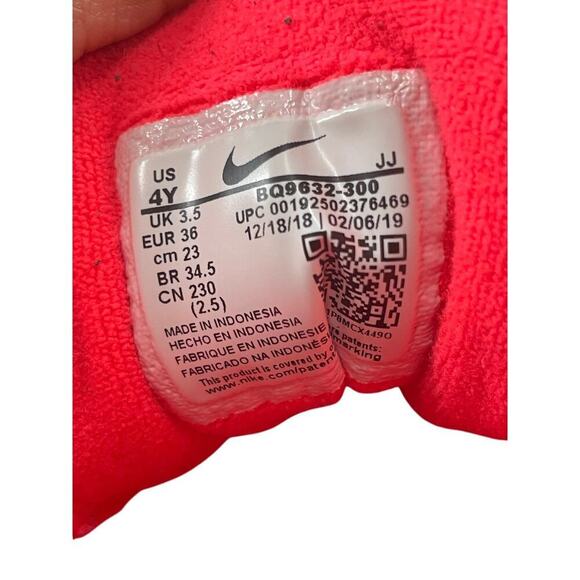 US
4Y
JJ
BQ9632-300
UK 3.5
UPC 00192502376469
EUR 36
12/18/18 | 02/06/19
cm 23
BR 34.5
CN 230
(2.5)
MADE IN INDONESIA
HECHO EN INDONESIA
FABRIQUE EN INDONESIE
FABRICADO NA INDONÉSIA
This product is covered by
www.nike.com/patents
patents:
marking